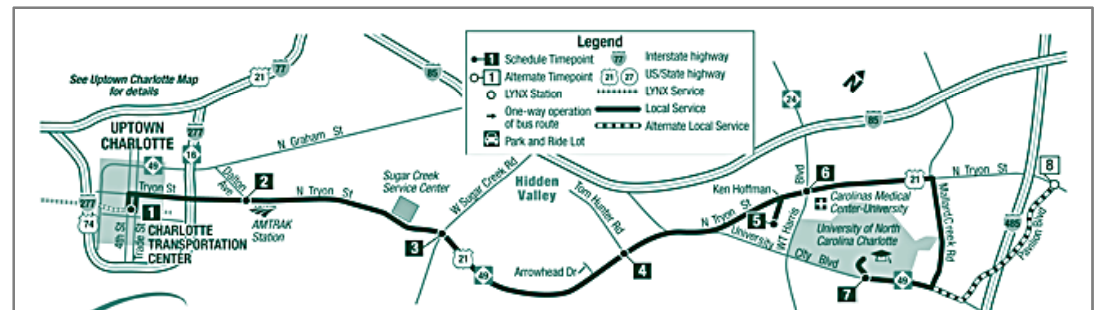 See Uptown Charlotte Map
for details
UPTOWN
CHARLOTTE
21
77
277
16
49
Tryon St
277
74
4th St
Trade St
1
CHARLOTTE
TRANSPORTATION
CENTER
Dalton
Ave
2
AMTRAK
Station
N. Graham St
N. Tryon St
77
85
Sugar Creek
Service Center
W Sugar Creek Rd
3
21
49
Hidden
Valley
Tom Hunter Rd
Arrowhead Dr
4
Legend
1 Schedule Timepoint
1 Alternate Timepoint
LYNX Station
One-way operation
of bus route
Park and Ride Lot
77 Interstate highway
21 27 US/State highway
LYNX Service
Local Service
Alternate Local Service
N
24
85
Ken Hoffman
Blvd
6
21
N Tryon St
8
N Tryon St
5
WT Harris
Carolinas Medical
Center-University
University of North
Carolina Charlotte
University
City Blvd
7
49
Mallard Creek Rd
485
Pavilion Blvd